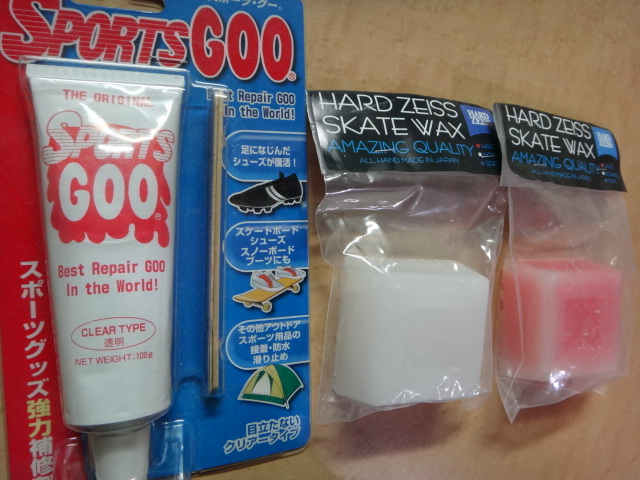 スポーツ・グー
SPORTS GOO®
Best Repair GOO
In the World!
THE ORIGINAL
SPORTS
GOO®
Best Repair GOO
In the World!
CLEAR TYPE
透明
NET WEIGHT:100g
足になじんだ
シューズが復活!
スケートボード
シューズ
スノーボード
ブーツにも
その他アウトドア
スポーツ用品の
接着・防水
滑り止め
目立たない
クリアータイプ
スポーツグッズ強力補修
HARD ZEISS
SKATE WAX
AMAZING QUALITY
ALL HAND MADE IN JAPAN
HARD ZEISS
SKATE WAX
AMAZING QUALITY
ALL HAND MADE IN JAPAN